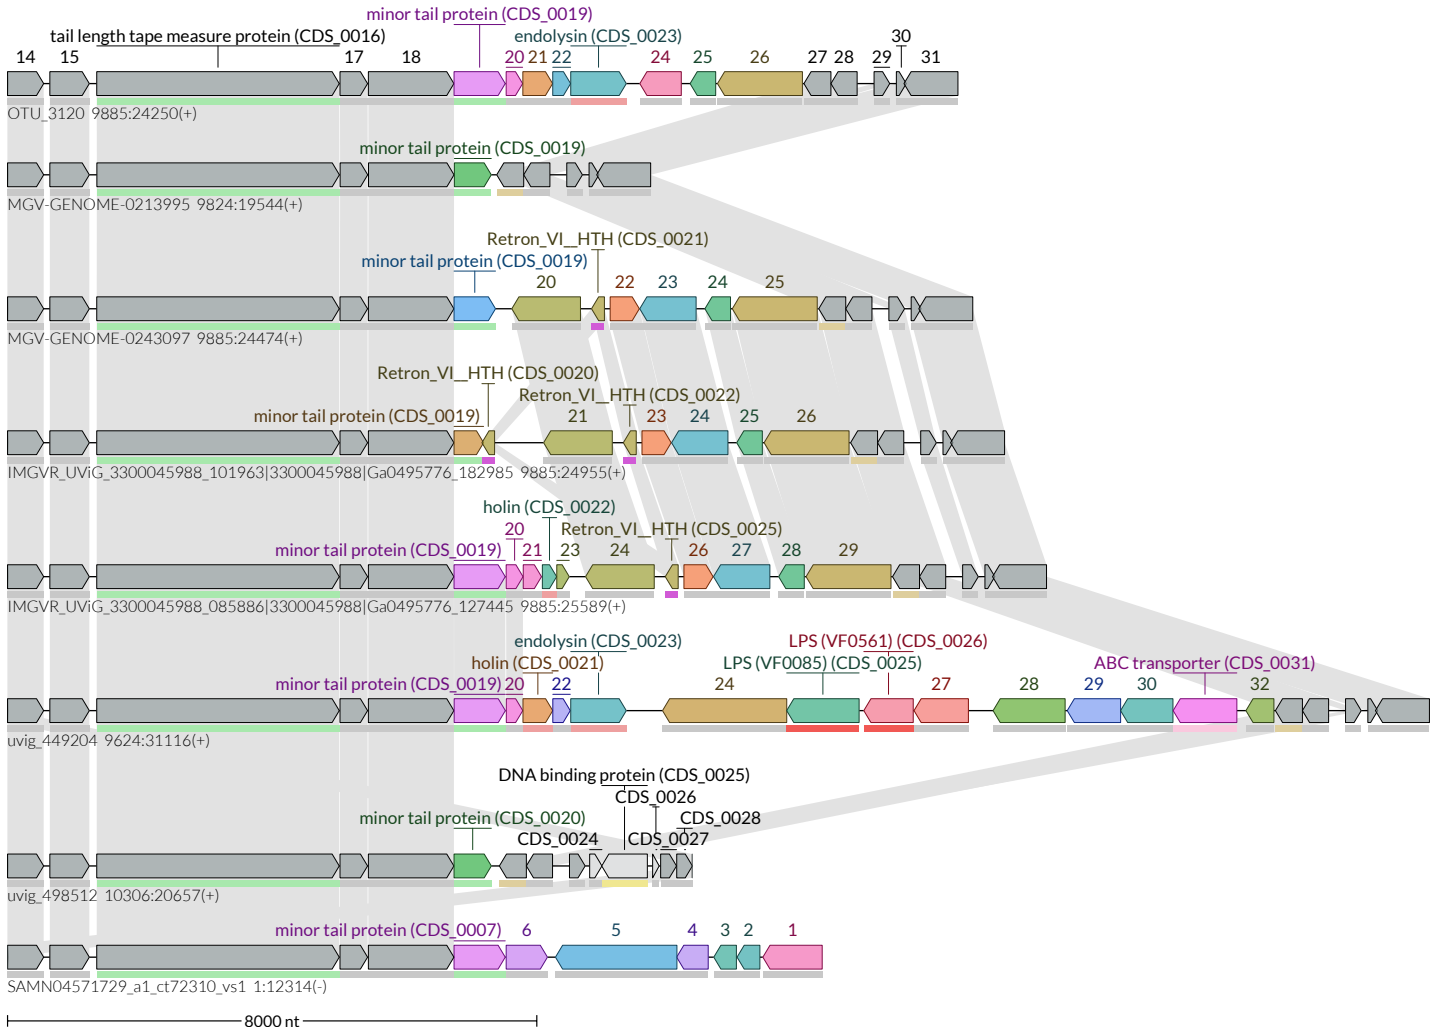 minor tail protein (CDS_0019)
tail length tape measure protein (CDS_0016) endolysin (CDS_0023) 30
14 15 17 18 20 21 22 24 25 26 27 28 29 31
OTU_3120 9885:24250(+)
minor tail protein (CDS_0019)
MGV-GENOME-0213995 9824:19544(+)
Retron_VI__HTH (CDS_0021)
minor tail protein (CDS_0019)
20 22 23 24 25
MGV-GENOME-0243097 9885:24474(+)
Retron_VI__HTH (CDS_0020)
Retron_VI__HTH (CDS_0022)
minor tail protein (CDS_0019) 21 23 24 25 26
IMGVR_UViG_3300045988_101963|3300045988|Ga0495776_182985 9885:24955(+)
holin (CDS_0022)
20 Retron_VI__HTH (CDS_0025)
minor tail protein (CDS_0019) 21 23 24 26 27 28 29
IMGVR_UViG_3300045988_085886|3300045988|Ga0495776_127445 9885:25589(+)
endolysin (CDS_0023) LPS (VF0561) (CDS_0026)
holin (CDS_0021) LPS (VF0085) (CDS_0025) ABC transporter (CDS_0031)
minor tail protein (CDS_0019) 20 22 24 27 28 29 30 32
uvig_449204 9624:31116(+)
DNA binding protein (CDS_0025)
CDS_0026
minor tail protein (CDS_0020) CDS_0028
CDS_0024 CDS_0027
uvig_498512 10306:20657(+)
minor tail protein (CDS_0007) 6 5 4 3 2 1
SAMN04571729_a1_ct72310_vs1 1:12314(-)
8000 nt